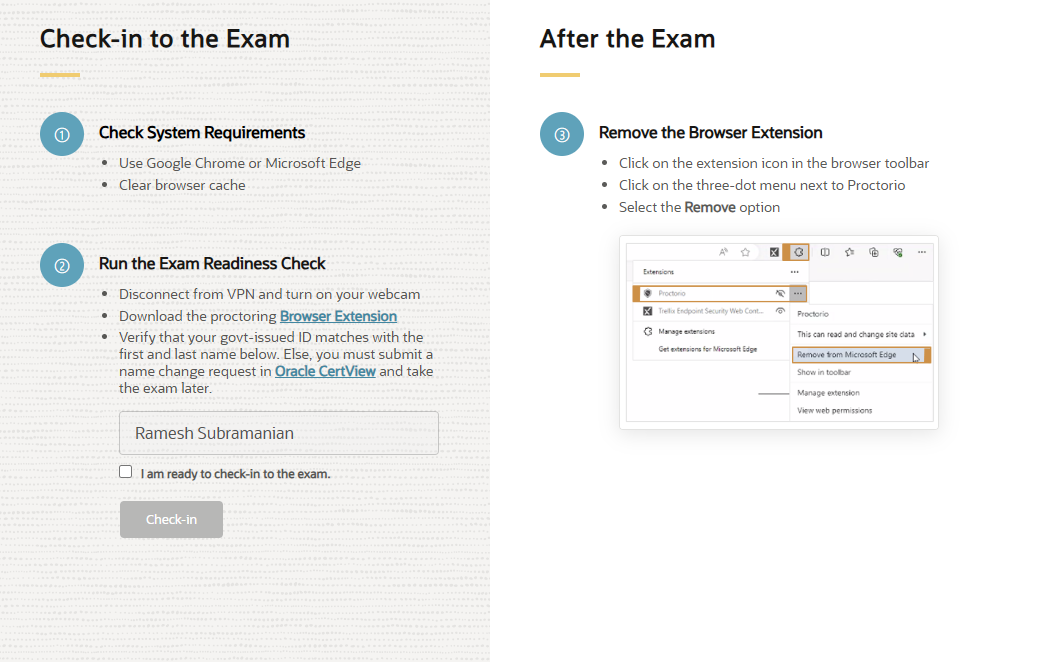 Check-in to the Exam
① Check System Requirements
• Use Google Chrome or Microsoft Edge
• Clear browser cache
② Run the Exam Readiness Check
• Disconnect from VPN and turn on your webcam
• Download the proctoring Browser Extension
• Verify that your govt-issued ID matches with the
first and last name below. Else, you must submit a
name change request in Oracle CertView and take
the exam later.
Ramesh Subramanian
I am ready to check-in to the exam.
Check-in
After the Exam
③ Remove the Browser Extension
• Click on the extension icon in the browser toolbar
• Click on the three-dot menu next to Proctorio
• Select the Remove option
Extensions
Proctorio
Trellix Endpoint Security Web Cont...
Manage extensions
Get extensions for Microsoft Edge
Proctorio
This can read and change site data
Remove from Microsoft Edge
Show in toolbar
Manage extension
View web permissions